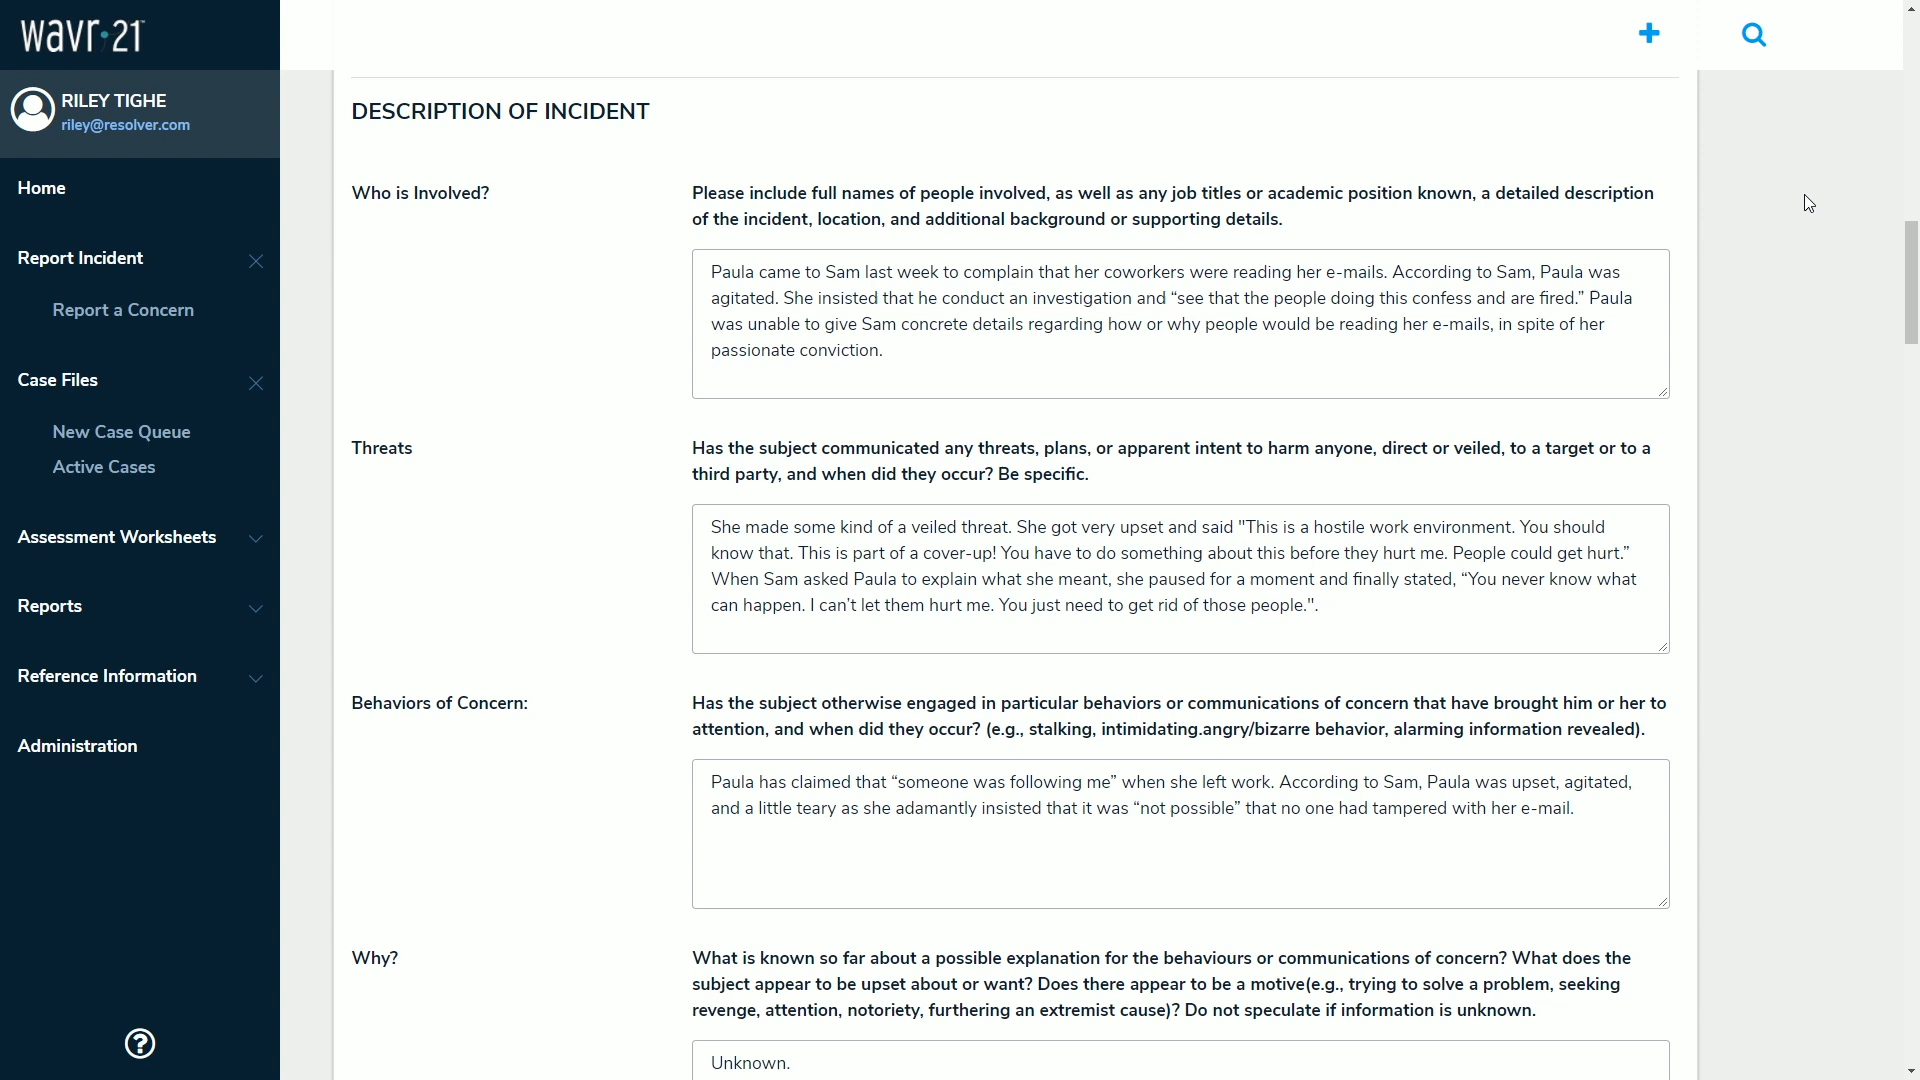 wavr·21™
RILEY TIGHE
riley@resolver.com
Home
Report Incident
Report a Concern
Case Files
New Case Queue
Active Cases
Assessment Worksheets
Reports
Reference Information
Administration
?
DESCRIPTION OF INCIDENT
Who is Involved?
Please include full names of people involved, as well as any job titles or academic position known, a detailed description
of the incident, location, and additional background or supporting details.
Paula came to Sam last week to complain that her coworkers were reading her e-mails. According to Sam, Paula was
agitated. She insisted that he conduct an investigation and “see that the people doing this confess and are fired.” Paula
was unable to give Sam concrete details regarding how or why people would be reading her e-mails, in spite of her
passionate conviction.
Threats
Has the subject communicated any threats, plans, or apparent intent to harm anyone, direct or veiled, to a target or to a
third party, and when did they occur? Be specific.
She made some kind of a veiled threat. She got very upset and said "This is a hostile work environment. You should
know that. This is part of a cover-up! You have to do something about this before they hurt me. People could get hurt.”
When Sam asked Paula to explain what she meant, she paused for a moment and finally stated, “You never know what
can happen. I can’t let them hurt me. You just need to get rid of those people.".
Behaviors of Concern:
Has the subject otherwise engaged in particular behaviors or communications of concern that have brought him or her to
attention, and when did they occur? (e.g., stalking, intimidating.angry/bizarre behavior, alarming information revealed).
Paula has claimed that “someone was following me” when she left work. According to Sam, Paula was upset, agitated,
and a little teary as she adamantly insisted that it was “not possible” that no one had tampered with her e-mail.
Why?
What is known so far about a possible explanation for the behaviours or communications of concern? What does the
subject appear to be upset about or want? Does there appear to be a motive(e.g., trying to solve a problem, seeking
revenge, attention, notoriety, furthering an extremist cause)? Do not speculate if information is unknown.
Unknown.